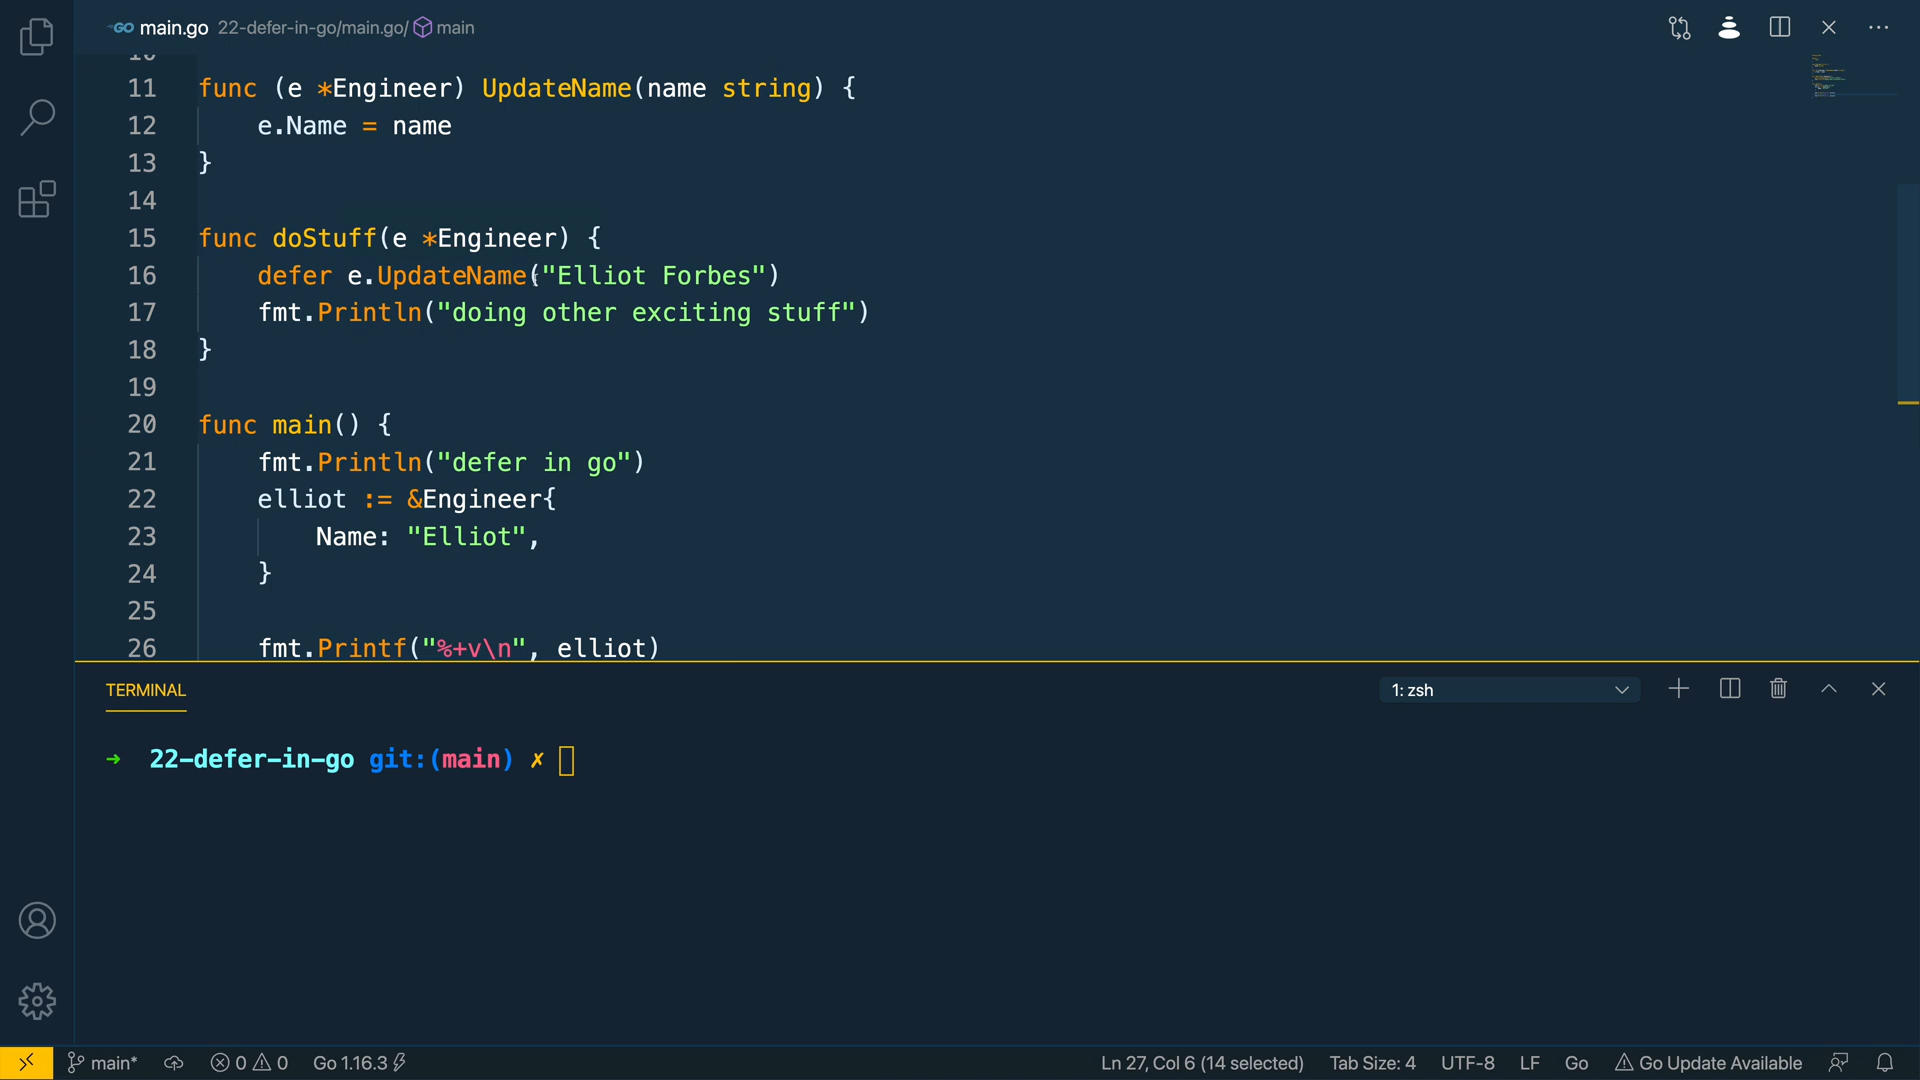 GO main.go 22-defer-in-go/main.go/ main
10
11 func (e *Engineer) UpdateName(name string) {
12 e.Name = name
13 }
14
15 func doStuff(e *Engineer) {
16 defer e.UpdateName("Elliot Forbes")
17 fmt.Println("doing other exciting stuff")
18 }
19
20 func main() {
21 fmt.Println("defer in go")
22 elliot := &Engineer{
23 Name: "Elliot",
24 }
25
26 fmt.Printf("%+v\n", elliot)
TERMINAL 1: zsh
➜ 22-defer-in-go git:(main) ✗
main* 0 0 Go 1.16.3 Ln 27, Col 6 (14 selected) Tab Size: 4 UTF-8 LF Go Go Update Available